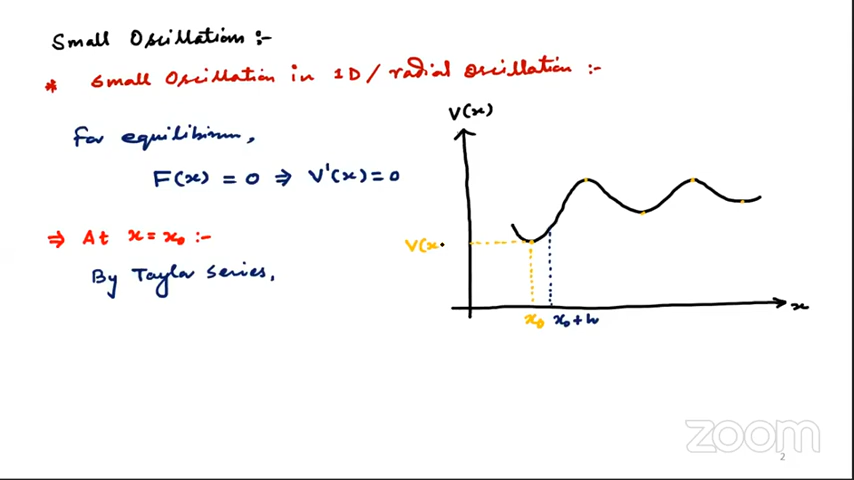 Small Oscillation :-
* Small Oscillation in 1D / radial Oscillation :-
For equilibrium,
F(x) = 0 ⇒ V'(x) = 0
⇒ At x = x₀ :-
By Taylor Series,
V(x)
V(x
x₀
x₀+h
x
zoom
2